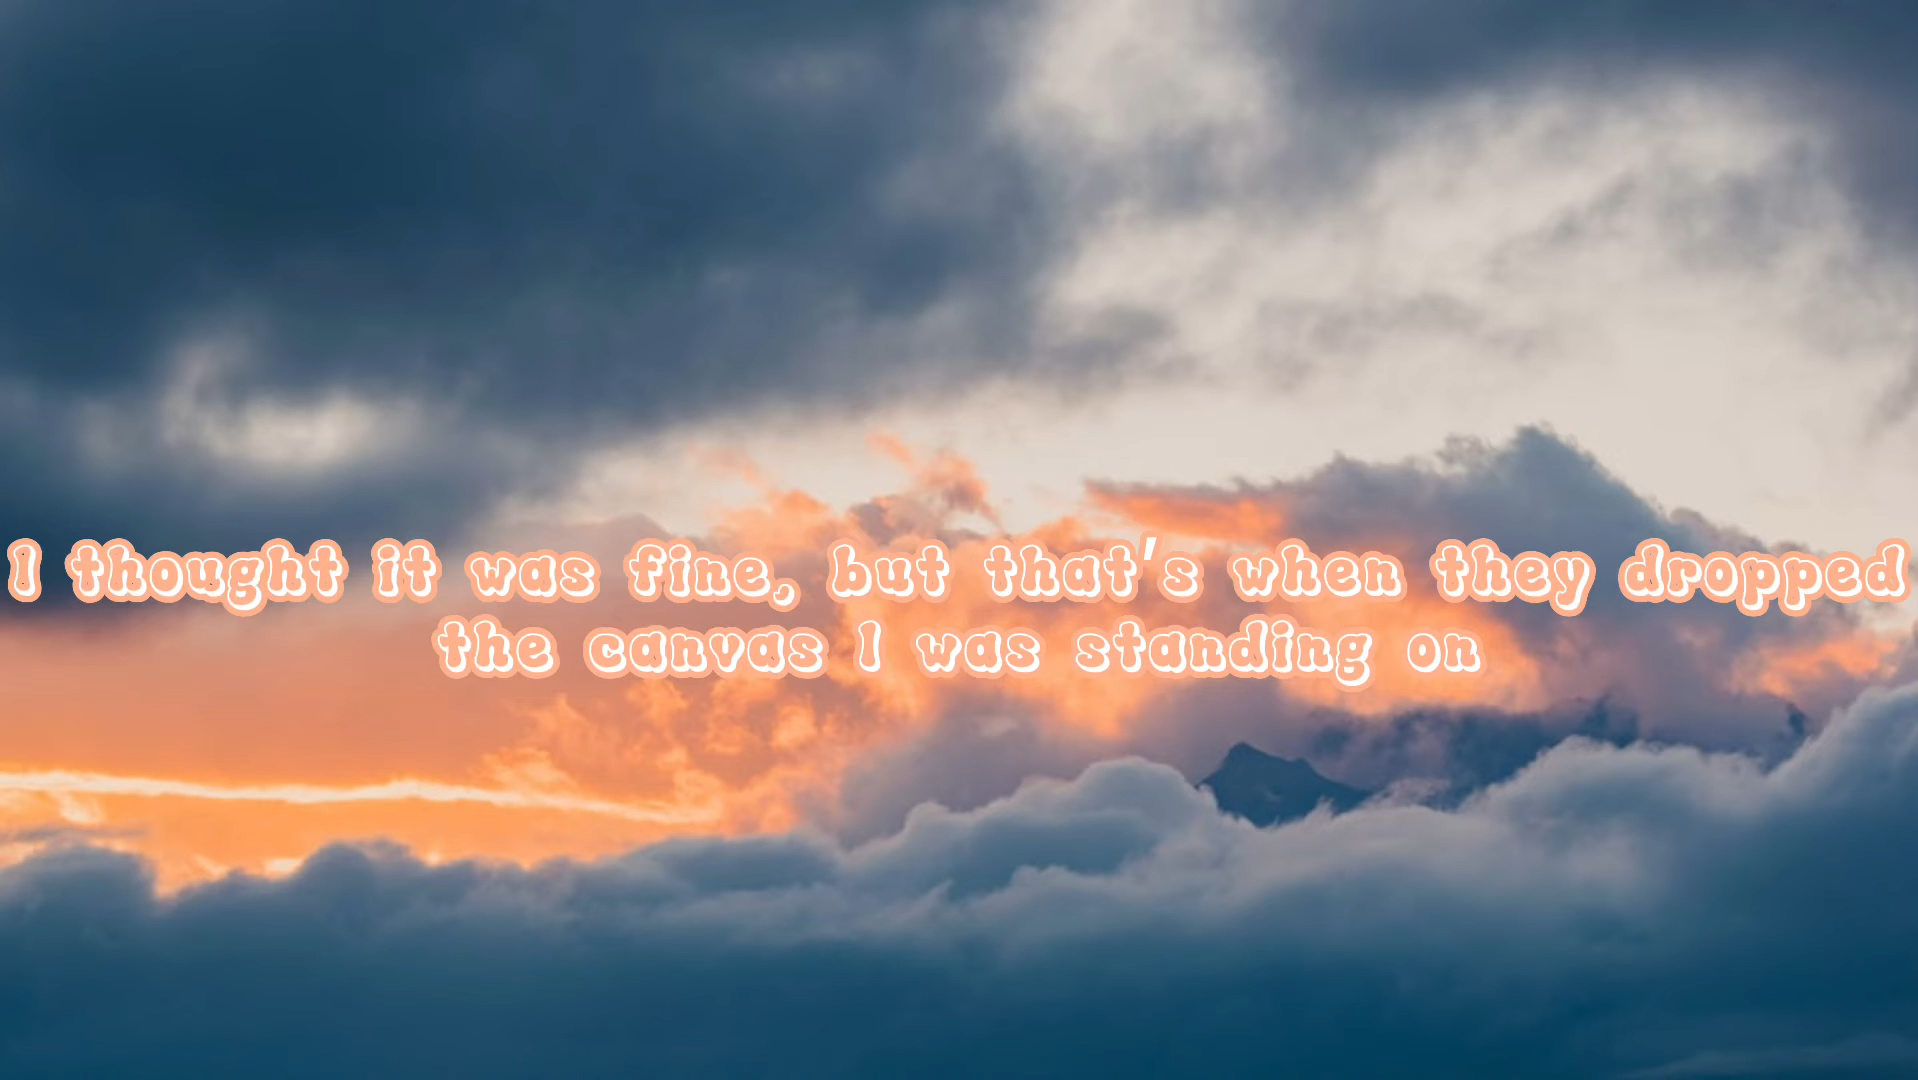 I thought it was fine, but that's when they dropped
the canvas I was standing on